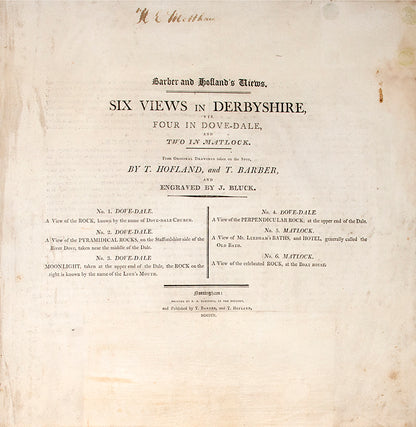 Barber and Hofland's Views.
SIX VIEWS IN DERBYSHIRE,
FOUR IN DOVE-DALE,
AND
TWO IN MATLOCK.
From Original Drawings taken on the Spot,
BY T. HOFLAND, and T. BARBER,
AND
ENGRAVED BY J. BLUCK.
No. 1. DOVE-DALE.
A View of the ROCK, known by the name of Dove-dale Church.
No. 2. DOVE-DALE.
A View of the PYRAMIDICAL ROCKS, on the Staffordshire side of the
River Dove, taken near the middle of the Dale.
No. 3. DOVE-DALE
MOONLIGHT, taken at the upper end of the Dale, the ROCK on the
right is known by the name of the Lion's Mouth.
No. 4. DOVE-DALE.
A View of the PERPENDICULAR ROCK, at the upper end of the Dale.
No. 5. MATLOCK.
A View of Mr. BATHS, and HOTEL, generally called the
Old Bath.
No. 6. MATLOCK.
A View of the celebrated ROCK, at the Boat house.
Nottingham:
and Published by T. Barber, and T. Hofland,